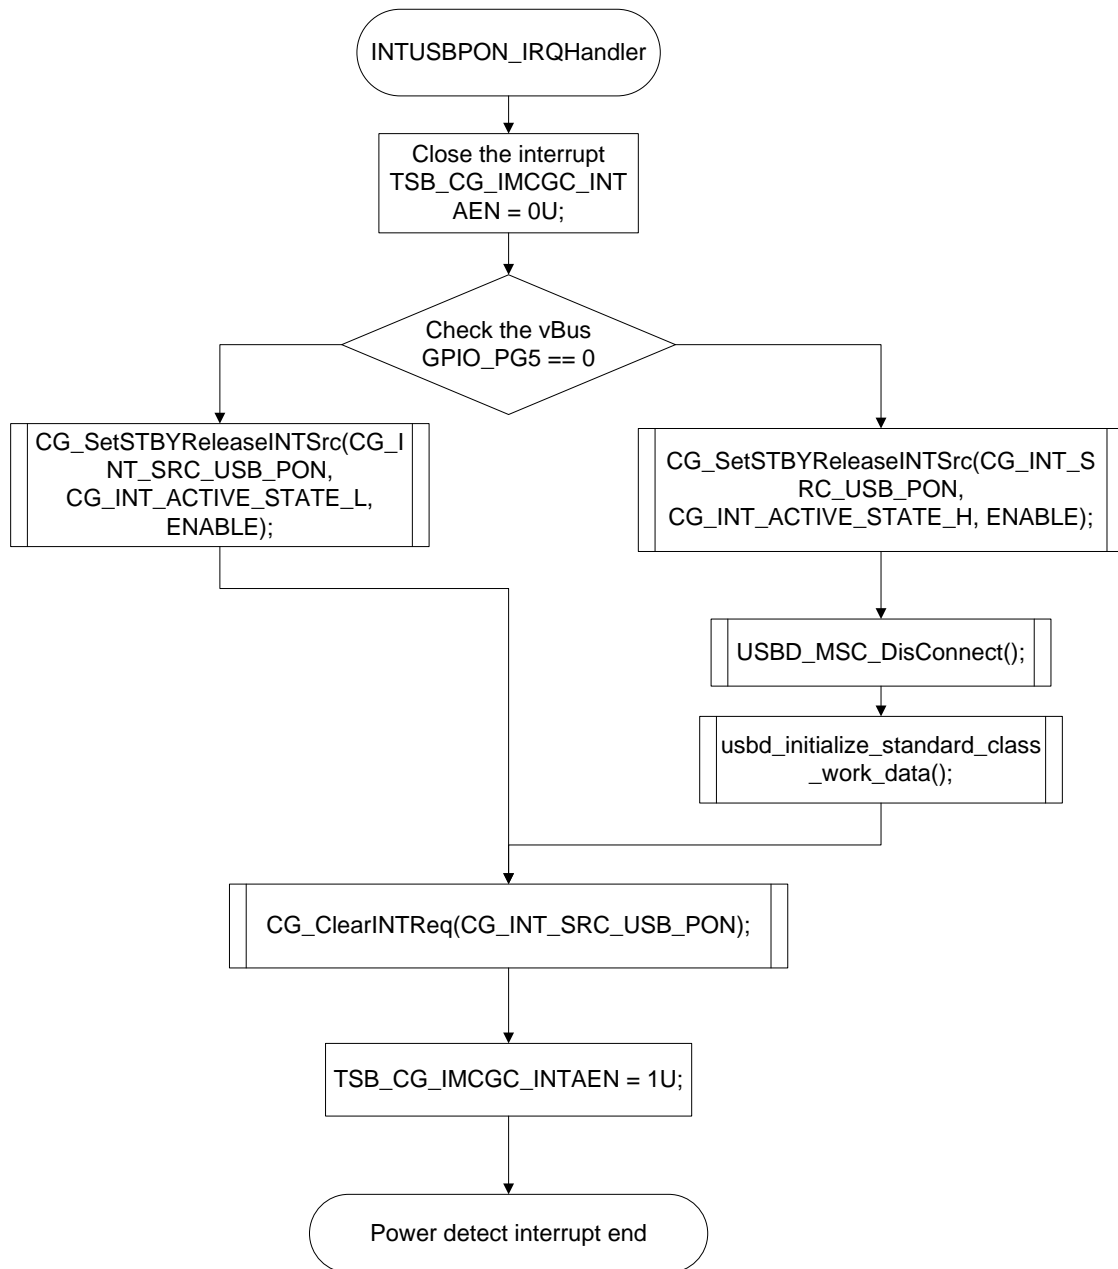 INTUSBPON_IRQHandler
Close the interrupt
TSB_CG_IMCGC_INT
AEN = 0U;
Check the vBus
GPIO_PG5 == 0
CG_SetSTBYReleaseINTSrc(CG_I
NT_SRC_USB_PON,
CG_INT_ACTIVE_STATE_L,
ENABLE);
CG_SetSTBYReleaseINTSrc(CG_INT_S
RC_USB_PON,
CG_INT_ACTIVE_STATE_H, ENABLE);
USBD_MSC_DisConnect();
usbd_initialize_standard_class
_work_data();
CG_ClearINTReq(CG_INT_SRC_USB_PON);
TSB_CG_IMCGC_INTAEN = 1U;
Power detect interrupt end